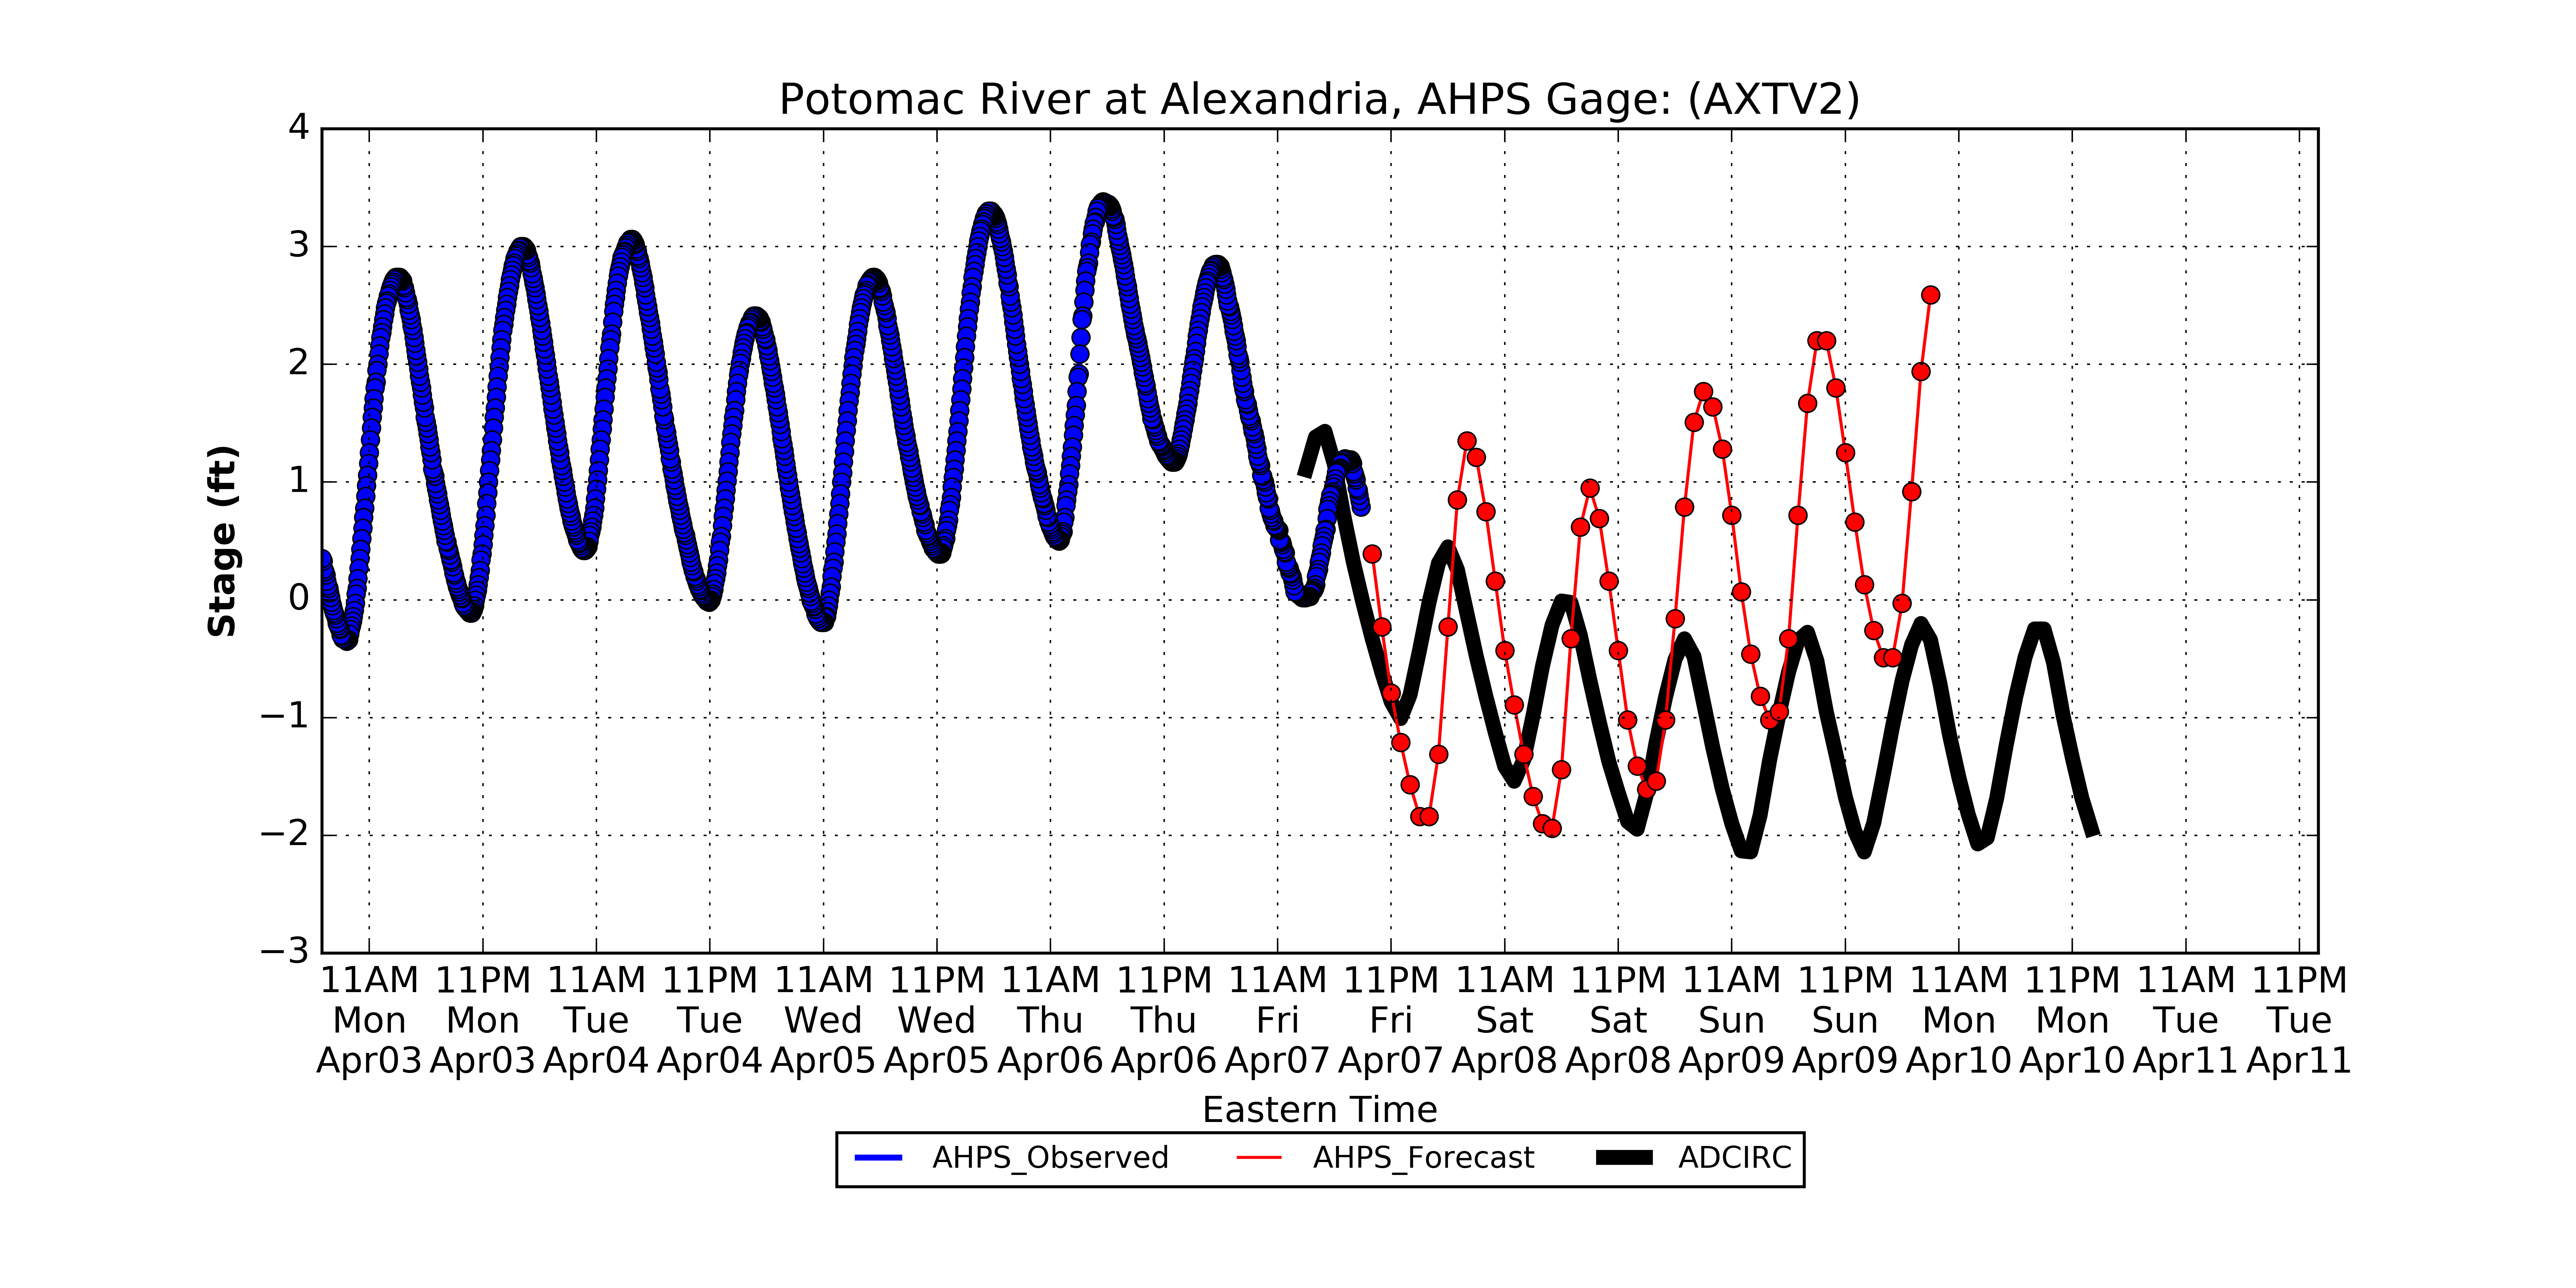 Potomac River at Alexandria, AHPS Gage: (AXTV2)
4
3
2
1
0
−1
−2
−3
Stage (ft)
11AM 11PM 11AM 11PM 11AM 11PM 11AM 11PM 11AM 11PM 11AM 11PM 11AM 11PM 11AM 11PM 11AM 11PM
Mon Mon Tue Tue Wed Wed Thu Thu Fri Fri Sat Sat Sun Sun Mon Mon Tue Tue
Apr03 Apr03 Apr04 Apr04 Apr05 Apr05 Apr06 Apr06 Apr07 Apr07 Apr08 Apr08 Apr09 Apr09 Apr10 Apr10 Apr11 Apr11
Eastern Time
AHPS_Observed AHPS_Forecast ADCIRC